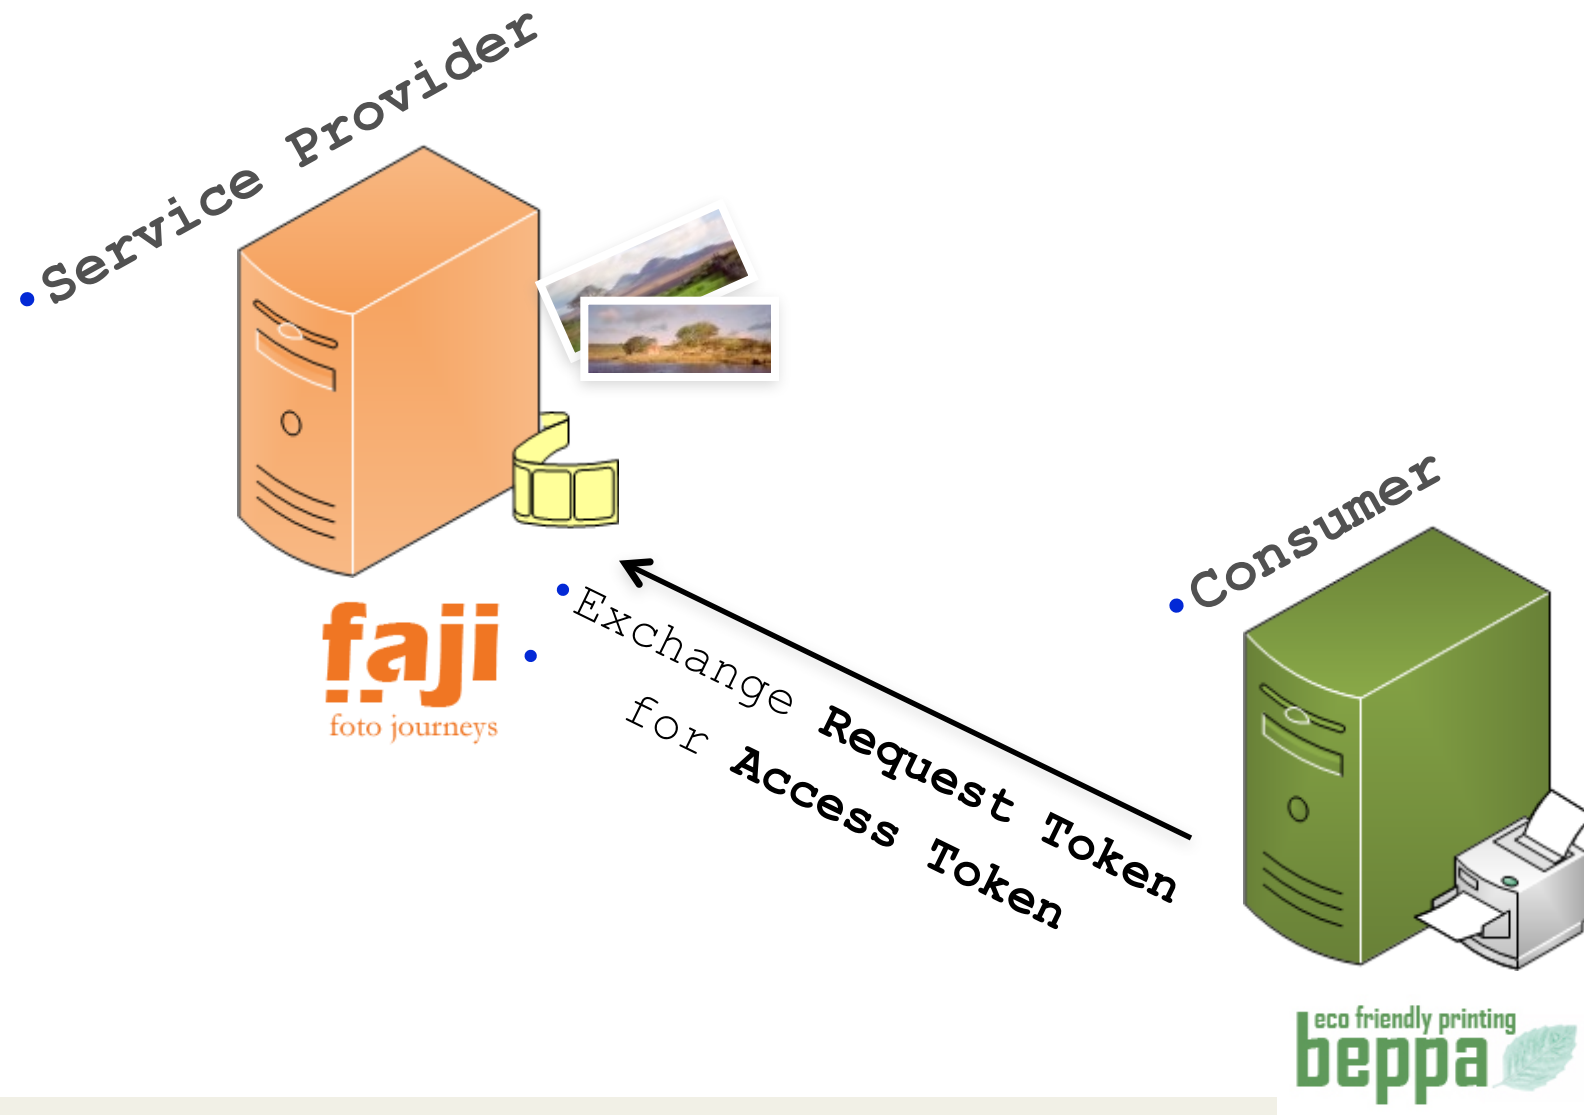 • Service Provider
faji
foto journeys
• Exchange Request Token
• for Access Token
• Consumer
eco friendly printing
beppa